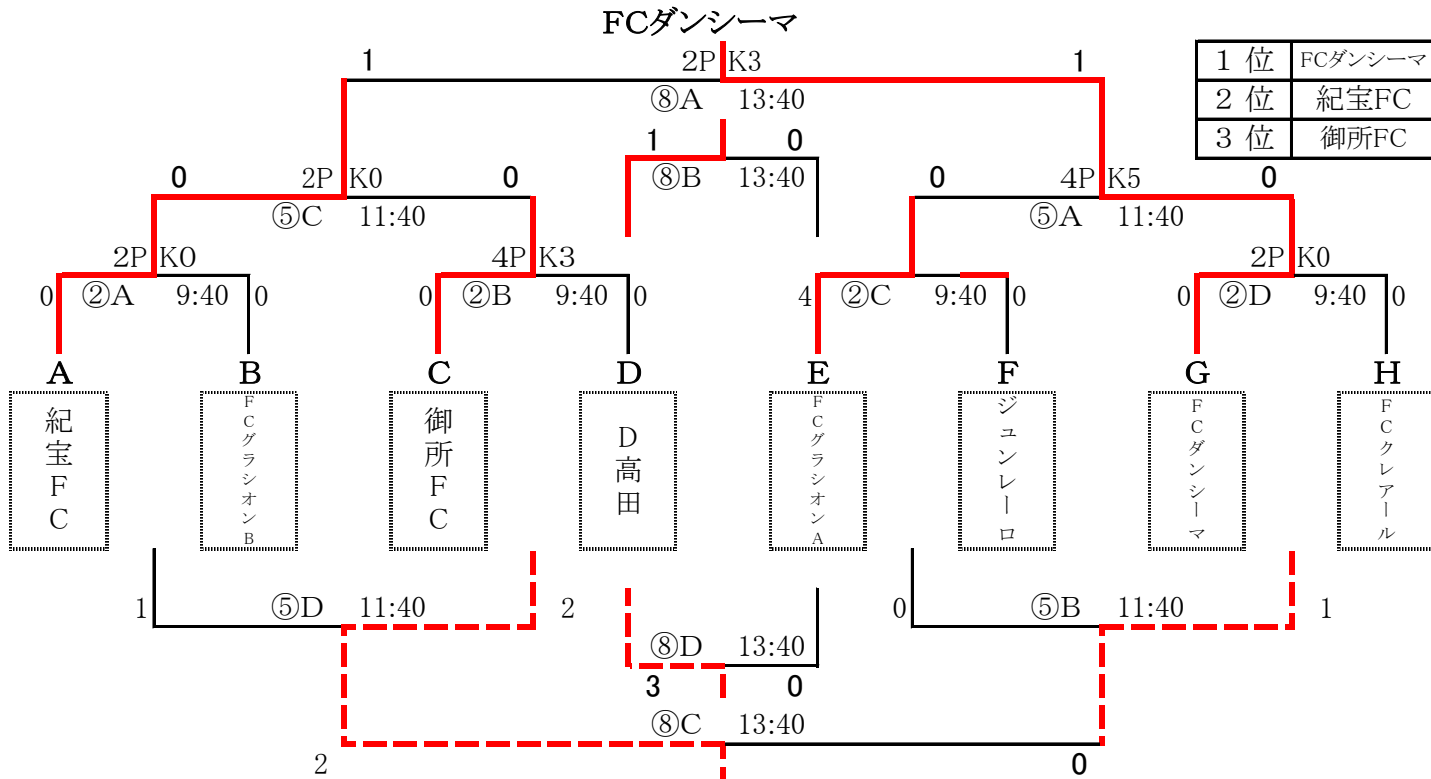 FCダンシーマ
1 2P K3 1
⑧A 13:40
1位 FCダンシーマ
2位 紀宝FC
3位 御所FC
1 0
⑧B 13:40
0 2P K0 0
⑤C 11:40
0 4P K5 0
⑤A 11:40
2P K0
0 ②A 9:40 0
4P K3
0 ②B 9:40 0
4 ②C 9:40 0
2P K0
0 ②D 9:40 0
A B C D E F G H
紀宝FC
FCグラシオンB
御所FC
D高田
FCグラシオンA
ジュンレーロ
FCダンシーマ
FCクレアール
1 ⑤D 11:40 2
0 ⑤B 11:40 1
⑧D 13:40
3 0
⑧C 13:40
2 0